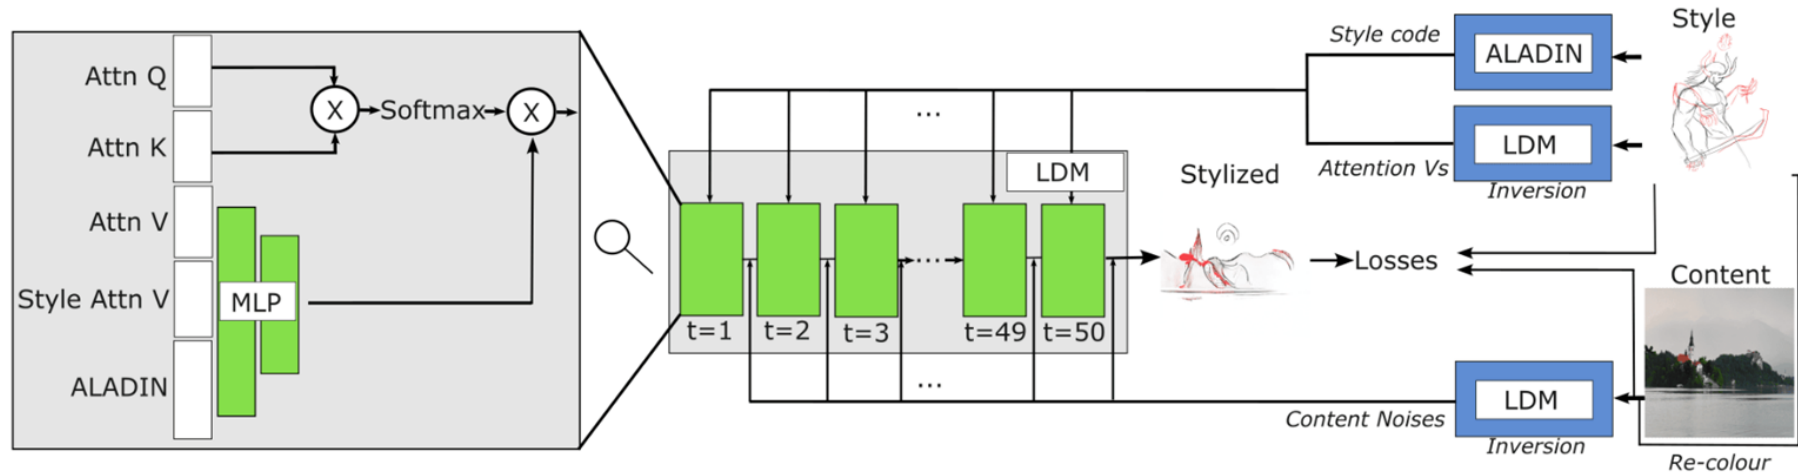 Attn Q
Attn K
Attn V
Style Attn V
ALADIN
X
Softmax
X
MLP
...
LDM
t=1
t=2
t=3
t=49
t=50
...
Stylized
Losses
Style code
ALADIN
Style
LDM
Attention Vs
Inversion
Content
LDM
Content Noises
Inversion
Re-colour